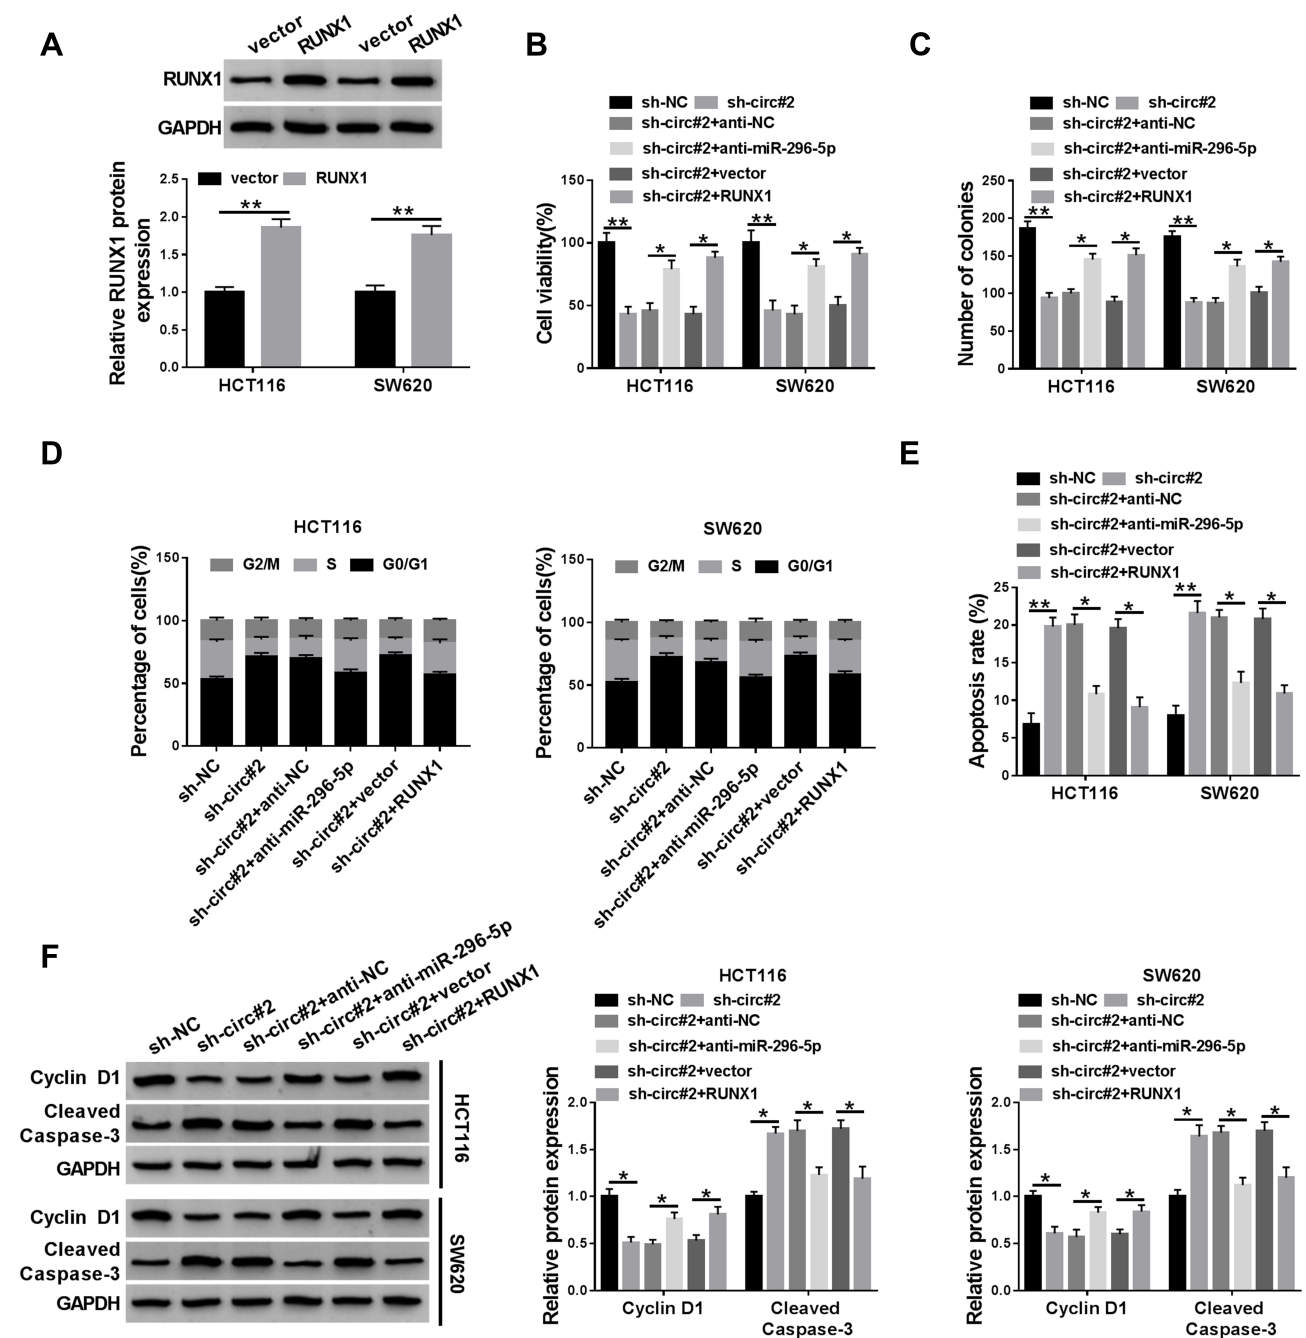 A
vector RUNX1 vector RUNX1
RUNX1
GAPDH
vector RUNX1
Relative RUNX1 protein
expression
2.5
2.0
1.5
1.0
0.5
0.0
** **
HCT116 SW620
B
sh-NC sh-circ#2
sh-circ#2+anti-NC
sh-circ#2+anti-miR-296-5p
sh-circ#2+vector
sh-circ#2+RUNX1
Cell viability(%)
150
100
50
0
** * * ** * *
HCT116 SW620
C
sh-NC sh-circ#2
sh-circ#2+anti-NC
sh-circ#2+anti-miR-296-5p
sh-circ#2+vector
sh-circ#2+RUNX1
Number of colonies
250
200
150
100
50
0
** * * ** * *
HCT116 SW620
D
HCT116
G2/M S G0/G1
Percentage of cells(%)
150
100
50
0
sh-NC
sh-circ#2
sh-circ#2+anti-NC
sh-circ#2+anti-miR-296-5p
sh-circ#2+vector
sh-circ#2+RUNX1
SW620
G2/M S G0/G1
Percentage of cells(%)
150
100
50
0
sh-NC
sh-circ#2
sh-circ#2+anti-NC
sh-circ#2+anti-miR-296-5p
sh-circ#2+vector
sh-circ#2+RUNX1
E
sh-NC sh-circ#2
sh-circ#2+anti-NC
sh-circ#2+anti-miR-296-5p
sh-circ#2+vector
sh-circ#2+RUNX1
Apoptosis rate (%)
25
20
15
10
5
0
** * * ** * *
HCT116 SW620
F
sh-NC
sh-circ#2
sh-circ#2+anti-NC
sh-circ#2+anti-miR-296-5p
sh-circ#2+vector
sh-circ#2+RUNX1
Cyclin D1
Cleaved
Caspase-3
GAPDH
HCT116
Cyclin D1
Cleaved
Caspase-3
GAPDH
SW620
HCT116
sh-NC sh-circ#2
sh-circ#2+anti-NC
sh-circ#2+anti-miR-296-5p
sh-circ#2+vector
sh-circ#2+RUNX1
Relative protein expression
2.0
1.5
1.0
0.5
0.0
* * * * * *
Cyclin D1 Cleaved
Caspase-3
SW620
sh-NC sh-circ#2
sh-circ#2+anti-NC
sh-circ#2+anti-miR-296-5p
sh-circ#2+vector
sh-circ#2+RUNX1
Relative protein expression
2.0
1.5
1.0
0.5
0.0
* * * * * *
Cyclin D1 Cleaved
Caspase-3